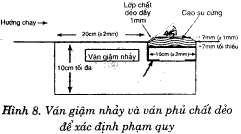 Hướng chạy
Lớp chất
dẻo dầy
1mm
Cao su cứng
20cm (±2mm)
7mm (±1mm)
7mm tối thiểu
Ván giậm nhảy
10cm (±2mm)
10cm tối đa
Hình 8. Ván giậm nhảy và ván phủ chất dẻo
để xác định phạm quy